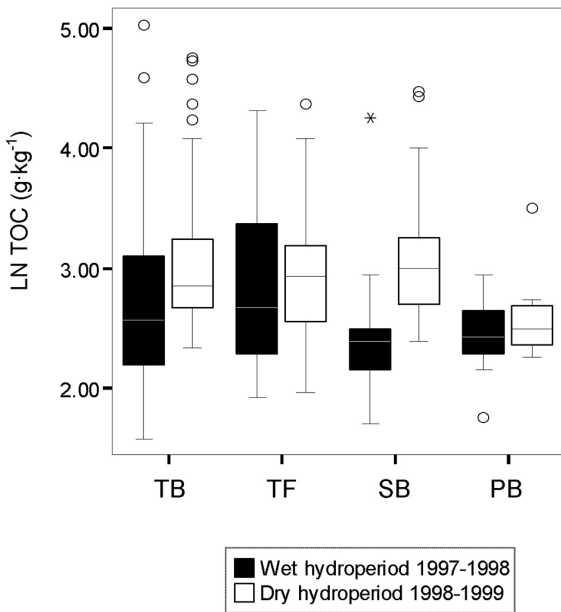 LN TOC (g·kg⁻¹)
5.00
4.00
3.00
2.00
TB TF SB PB
Wet hydroperiod 1997-1998
Dry hydroperiod 1998-1999